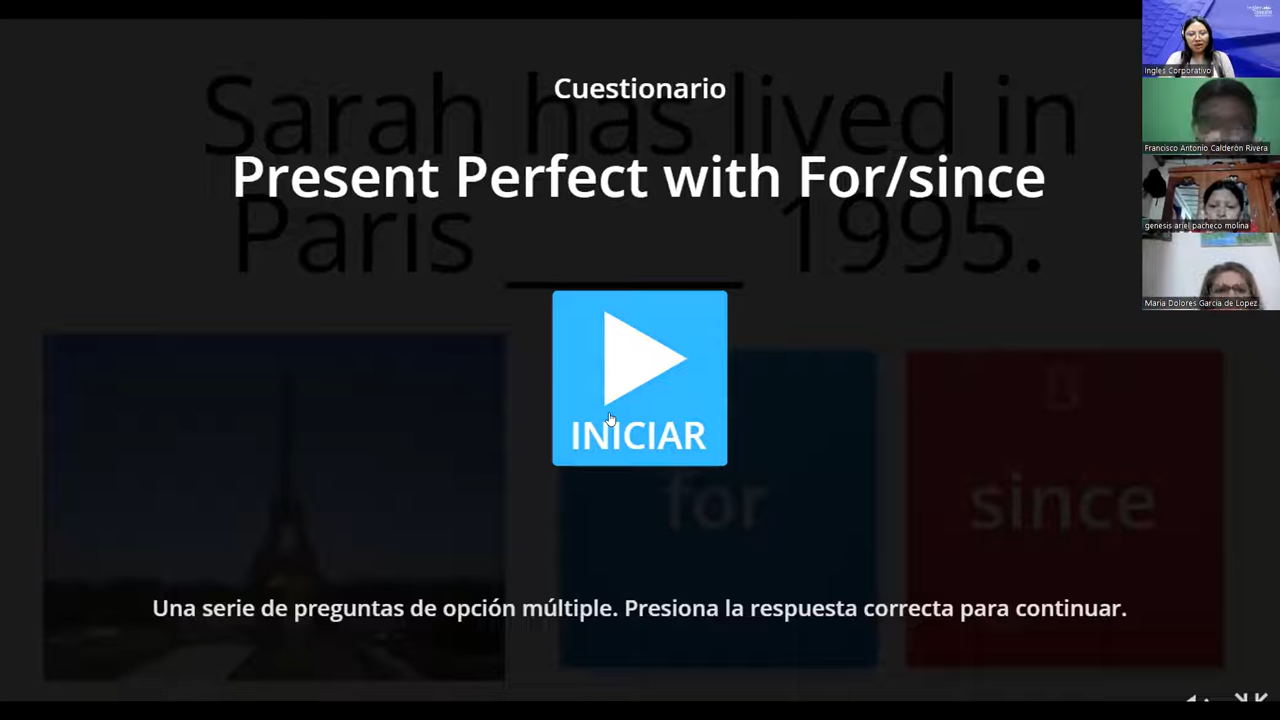 Cuestionario
Sarah has lived in
Present Perfect with For/since
Paris ______ 1995.
INICIAR
for
since
Una serie de preguntas de opción múltiple. Presiona la respuesta correcta para continuar.
Ingles Corporativo
Francisco Antonio Calderón Rivera
genesis ariel pacheco molina
Maria Dolores Garcia de Lopez